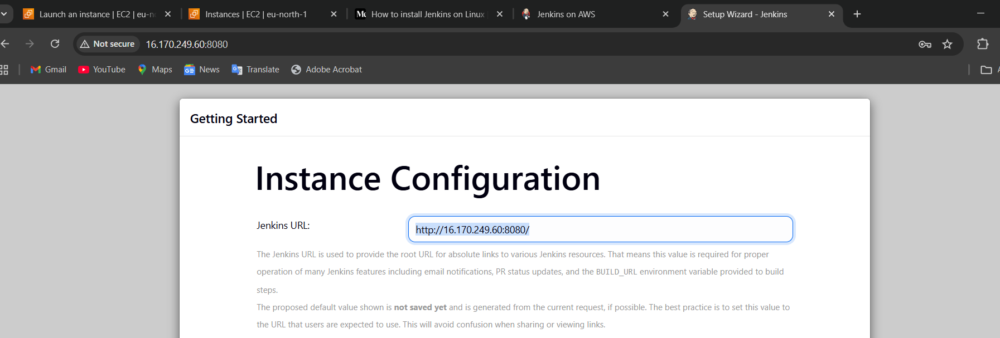 Launch an instance | EC2 | eu-no
Instances | EC2 | eu-north-1
How to install Jenkins on Linux
Jenkins on AWS
Setup Wizard - Jenkins
Not secure
16.170.249.60:8080
Gmail
YouTube
Maps
News
Translate
Adobe Acrobat
Getting Started
Instance Configuration
Jenkins URL:
http://16.170.249.60:8080/
The Jenkins URL is used to provide the root URL for absolute links to various Jenkins resources. That means this value is required for proper
operation of many Jenkins features including email notifications, PR status updates, and the BUILD_URL environment variable provided to build
steps.
The proposed default value shown is not saved yet and is generated from the current request, if possible. The best practice is to set this value to
the URL that users are expected to use. This will avoid confusion when sharing or viewing links.